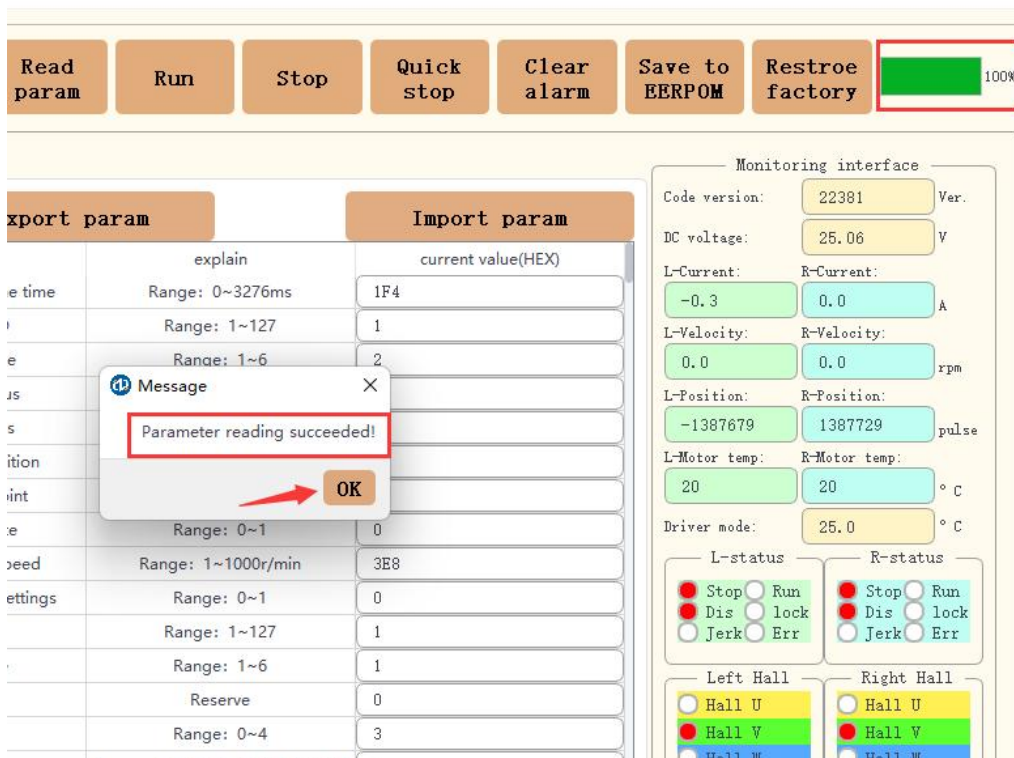 Read
param
Run
Stop
Quick
stop
Clear
alarm
Save to
EERPOM
Restroe
factory
100%
xport param
Import param
explain
current value(HEX)
e time
Range: 0~3276ms
1F4
Range: 1~127
1
e
Range: 1~6
2
us
s
ition
oint
te
Range: 0~1
0
peed
Range: 1~1000r/min
3E8
ettings
Range: 0~1
0
Range: 1~127
1
Range: 1~6
1
Reserve
0
Range: 0~4
3
Message
Parameter reading succeeded!
OK
Monitoring interface
Code version:
22381
Ver.
DC voltage:
25.06
V
L-Current:
R-Current:
-0.3
0.0
A
L-Velocity:
R-Velocity:
0.0
0.0
rpm
L-Position:
R-Position:
-1387679
1387729
pulse
L-Motor temp:
R-Motor temp:
20
20
° C
Driver mode:
25.0
° C
L-status
Stop Run
Dis lock
Jerk Err
R-status
Stop Run
Dis lock
Jerk Err
Left Hall
Hall U
Hall V
Hall W
Right Hall
Hall U
Hall V
Hall W